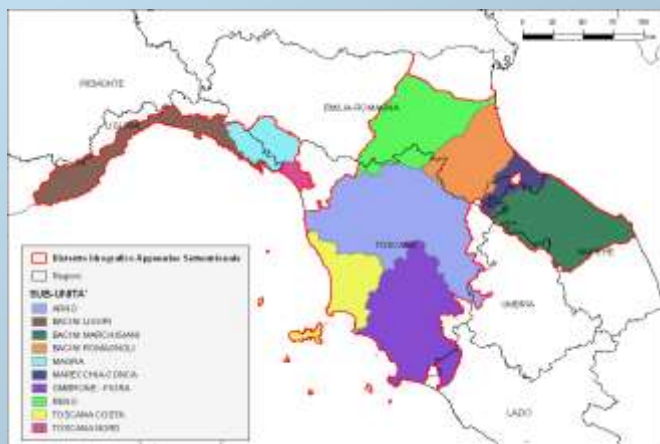 PIEMONTE
EMILIA-ROMAGNA
LIGURIA
TOSCANA
UMBRIA
Distretto Idrografico Appennino Settentrionale
Regioni
SUB-UNITA'
ARNO
BACINI LIGURI
BACINI MARCHIGIANI
BACINI ROMAGNOLI
MAGRA
MARECCHIA-CONCA
OMBRONE - FIORA
RENO
TOSCANA COSTA
TOSCANA NORD